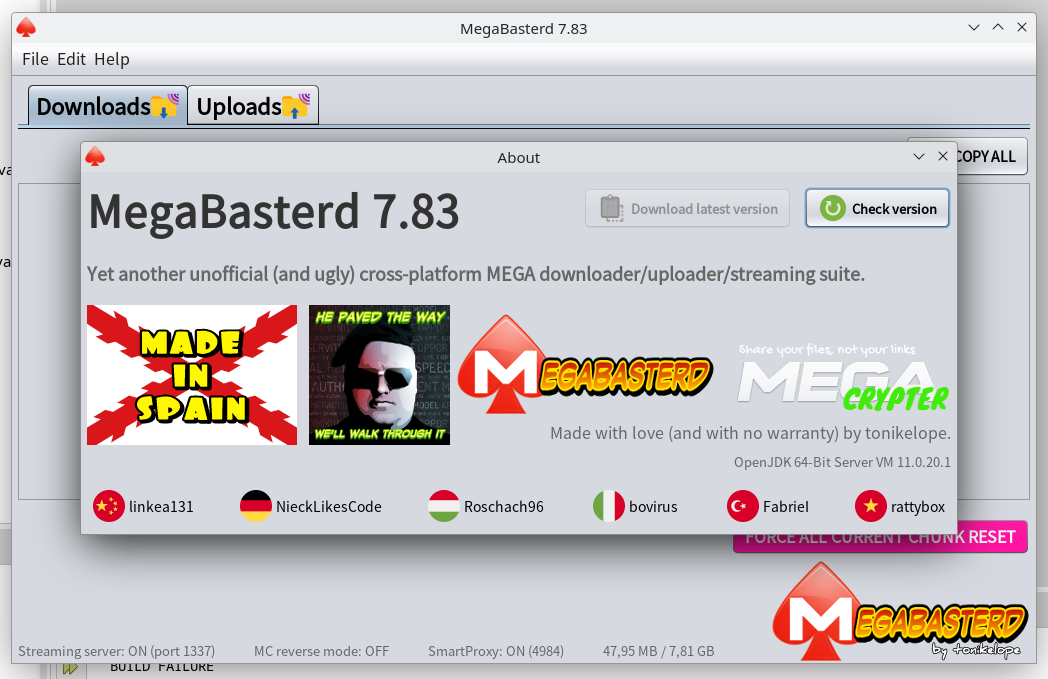 MegaBasterd 7.83
File Edit Help
Downloads Uploads
COPY ALL
About
MegaBasterd 7.83
Download latest version
Check version
Yet another unofficial (and ugly) cross-platform MEGA downloader/uploader/streaming suite.
MADE
IN
SPAIN
HE PAVED THE WAY
WE'LL WALK THROUGH IT
MEGABASTERD
Share your files, not your links
MEGA
CRYPTER
Made with love (and with no warranty) by tonikelope.
OpenJDK 64-Bit Server VM 11.0.20.1
linkea131 NieckLikesCode Roschach96 bovirus FabrieI rattybox
FORCE ALL CURRENT CHUNK RESET
MEGABASTERD
by tonikelope
Streaming server: ON (port 1337) MC reverse mode: OFF SmartProxy: ON (4984) 47,95 MB / 7,81 GB
BUILD FAILURE